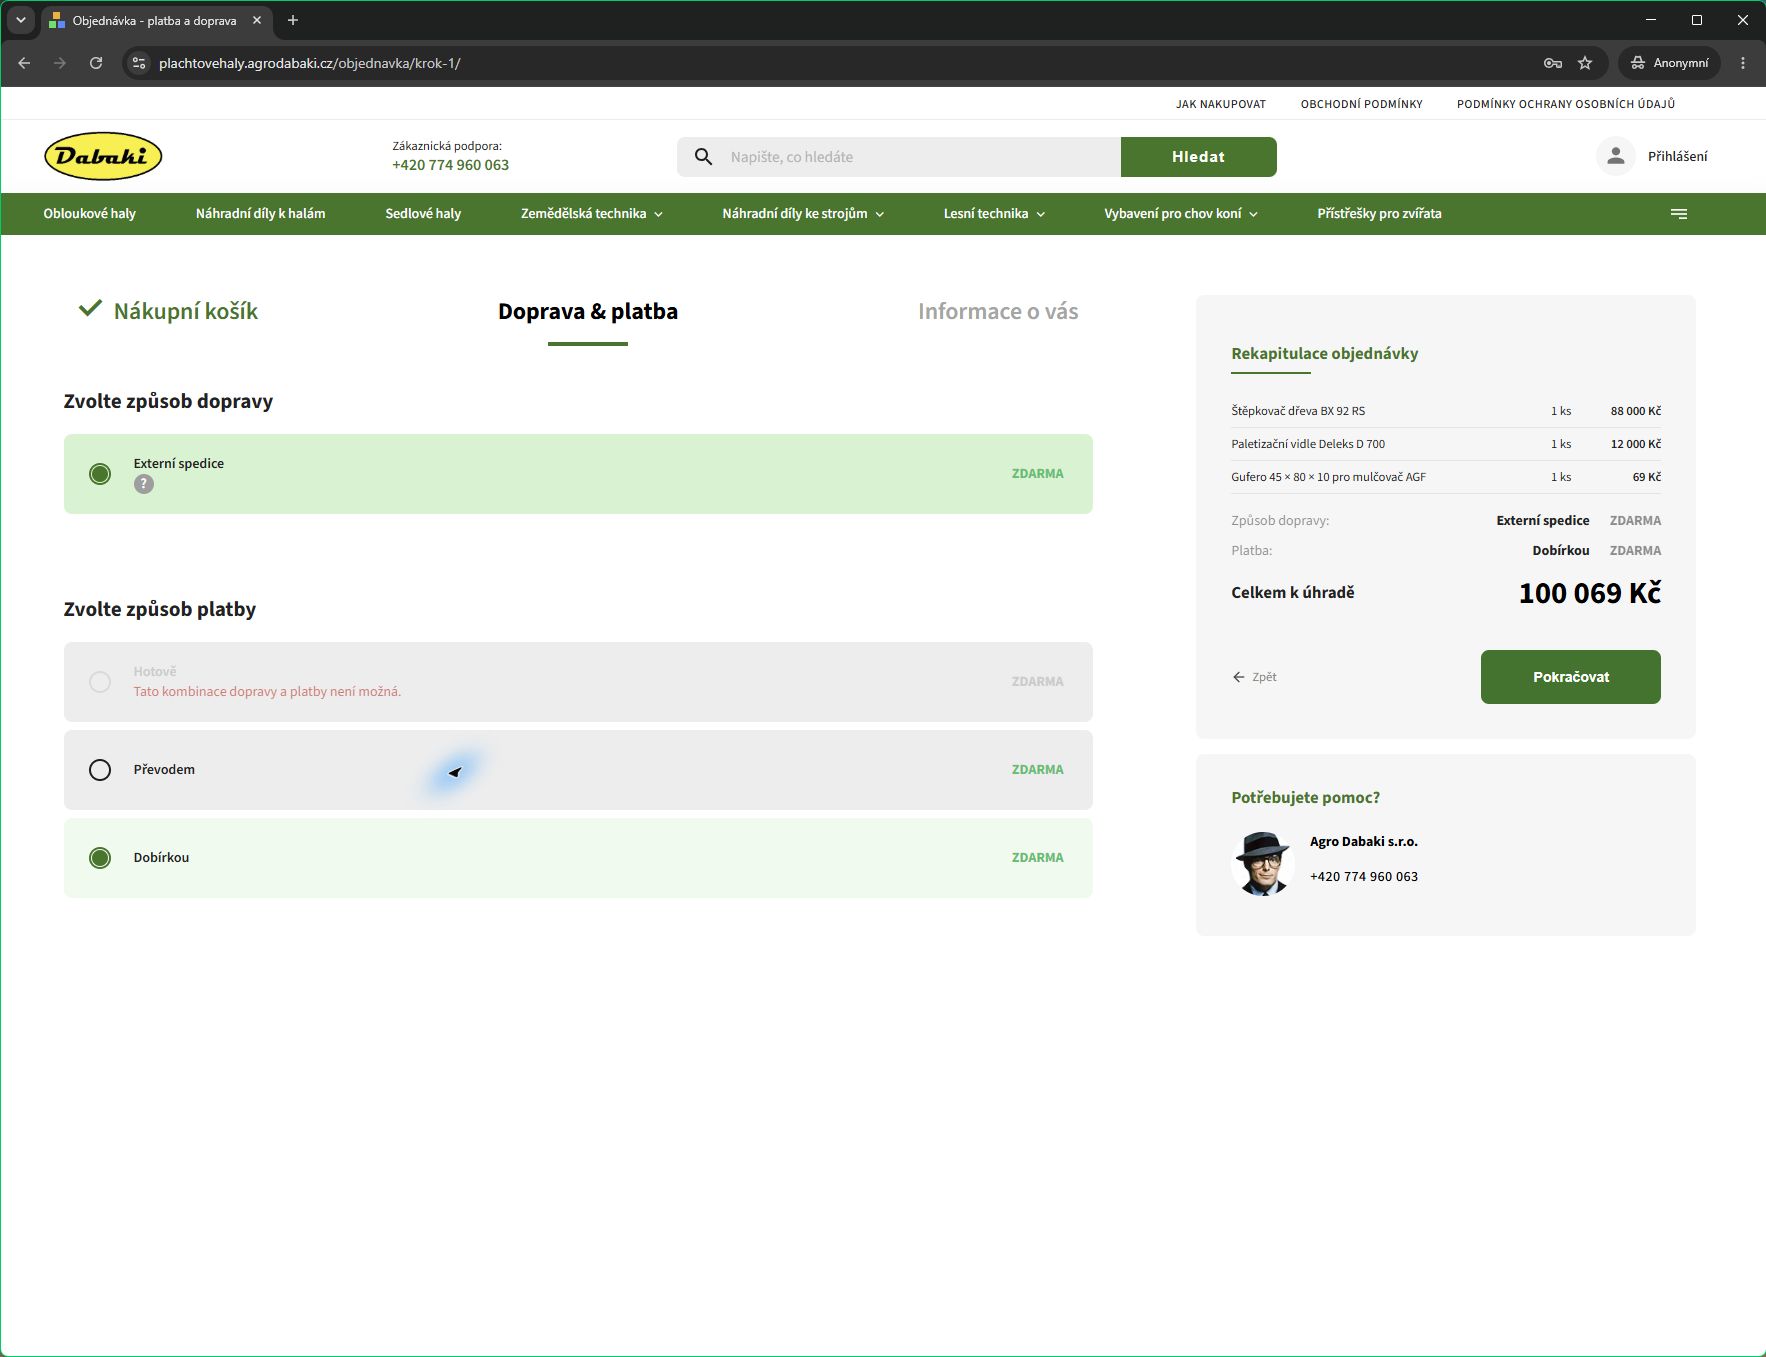 Objednávka - platba a doprava
plachtovehaly.agrodabaki.cz/objednavka/krok-1/
Anonymní
JAK NAKUPOVAT OBCHODNÍ PODMÍNKY PODMÍNKY OCHRANY OSOBNÍCH ÚDAJŮ
Dabaki
Zákaznická podpora:
+420 774 960 063
Napište, co hledáte
Hledat
Přihlášení
Obloukové haly Náhradní díly k halám Sedlové haly Zemědělská technika Náhradní díly ke strojům Lesní technika Vybavení pro chov koní Přístřešky pro zvířata
Nákupní košík Doprava & platba Informace o vás
Zvolte způsob dopravy
Externí spedice
?
ZDARMA
Zvolte způsob platby
Hotově
Tato kombinace dopravy a platby není možná.
ZDARMA
Převodem ZDARMA
Dobírkou ZDARMA
Rekapitulace objednávky
Štěpkovač dřeva BX 92 RS 1 ks 88 000 Kč
Paletizační vidle Deleks D 700 1 ks 12 000 Kč
Gufero 45 × 80 × 10 pro mulčovač AGF 1 ks 69 Kč
Způsob dopravy: Externí spedice ZDARMA
Platba: Dobírkou ZDARMA
Celkem k úhradě 100 069 Kč
Zpět Pokračovat
Potřebujete pomoc?
Agro Dabaki s.r.o.
+420 774 960 063